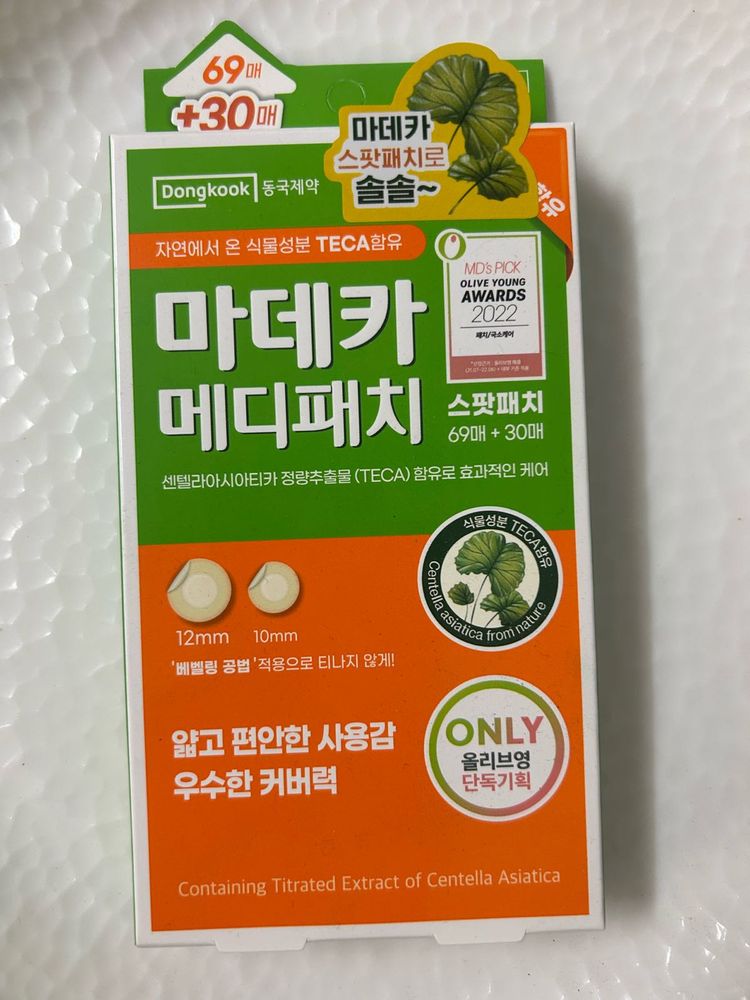 69매
+30매
마데카
스팟패치로
솔솔~
Dongkook 동국제약
자연에서 온 식물성분 TECA함유
마데카
메디패치
MD's PICK
OLIVE YOUNG
AWARDS
2022
패치/국소케어
스팟패치
69매 + 30매
센텔라아시아티카 정량추출물 (TECA) 함유로 효과적인 케어
식물성분 TECA함유
Centella asiatica from nature
12mm 10mm
'베벨링 공법' 적용으로 티나지 않게!
얇고 편안한 사용감
우수한 커버력
ONLY
올리브영
단독기획
Containing Titrated Extract of Centella Asiatica